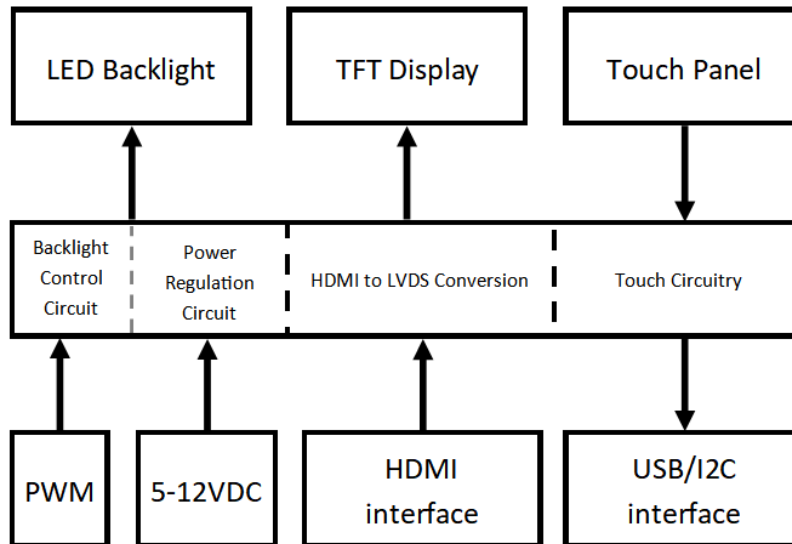 LED Backlight
TFT Display
Touch Panel
Backlight
Control
Circuit
Power
Regulation
Circuit
HDMI to LVDS Conversion
Touch Circuitry
PWM
5-12VDC
HDMI
interface
USB/I2C
interface